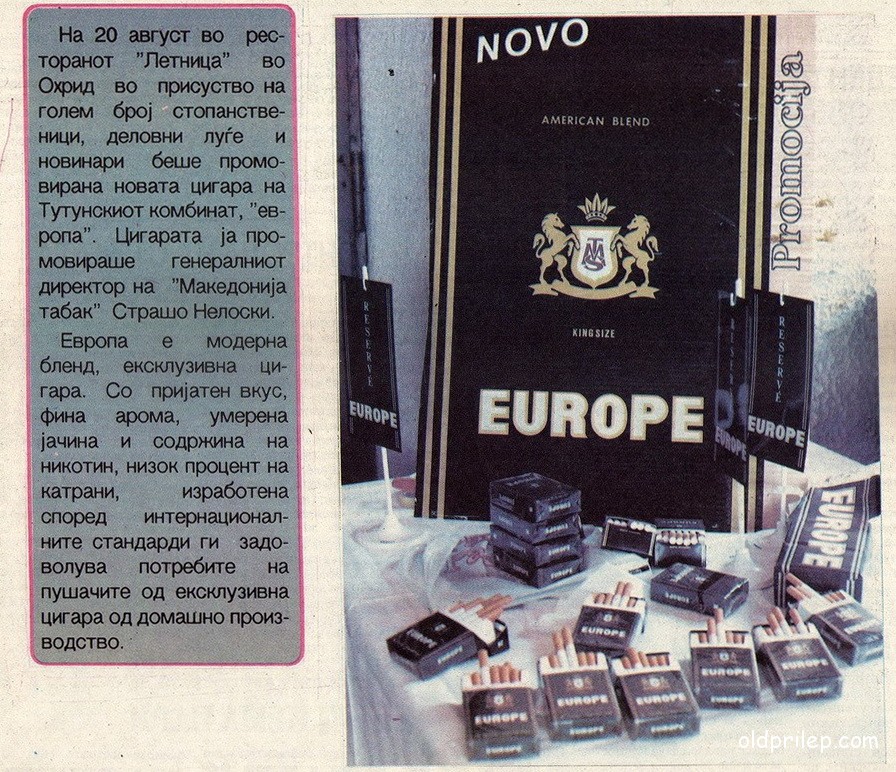 На 20 август во рес-
торанот "Летница" во
Охрид во присуство на
голем број стопанстве-
ници, деловни луѓе и
новинари беше промо-
вирана новата цигара на
Тутунскиот комбинат, "ев-
ропа". Цигарата ја про-
мовираше генералниот
директор на "Македонија
табак" Страшо Нелоски.
Европа е модерна
бленд, ексклузивна ци-
гара. Со пријатен вкус,
фина арома, умерена
јачина и содржина на
никотин, низок процент на
катрани, изработена
според интернационал-
ните стандарди ги задо-
волува потребите на
пушачите од ексклузивна
цигара од домашно произ-
водство.
NOVO
AMERICAN BLEND
KING SIZE
EUROPE
Promocija
RESERVÉ
EUROPE
RESERVÉ
EUROPE
RESERVÉ
EUROPE
EUROPE
EUROPE
EUROPE
EUROPE
EUROPE
EUROPE
EUROPE
EUROPE
EUROPE
oldprilep.com